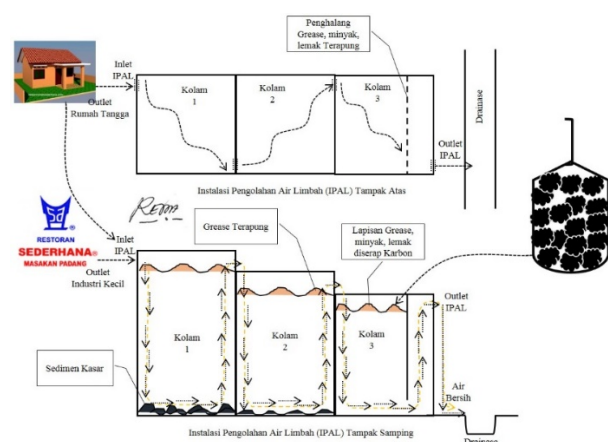 Penghalang
Grease, minyak,
lemak Terapung
Inlet
IPAL
Outlet
Rumah Tangga
Kolam
1
Kolam
2
Kolam
3
Drainase
Outlet
IPAL
Instalasi Pengolahan Air Limbah (IPAL) Tampak Atas
RESTORAN
SEDERHANA®
MASAKAN PADANG
Inlet
IPAL
Outlet
Industri Kecil
Grease Terapung
Lapisan Grease,
minyak, lemak
diserap Karbon
Outlet
IPAL
Kolam
1
Kolam
2
Kolam
3
Sedimen Kasar
Air
Bersih
Instalasi Pengolahan Air Limbah (IPAL) Tampak Samping
Drainase